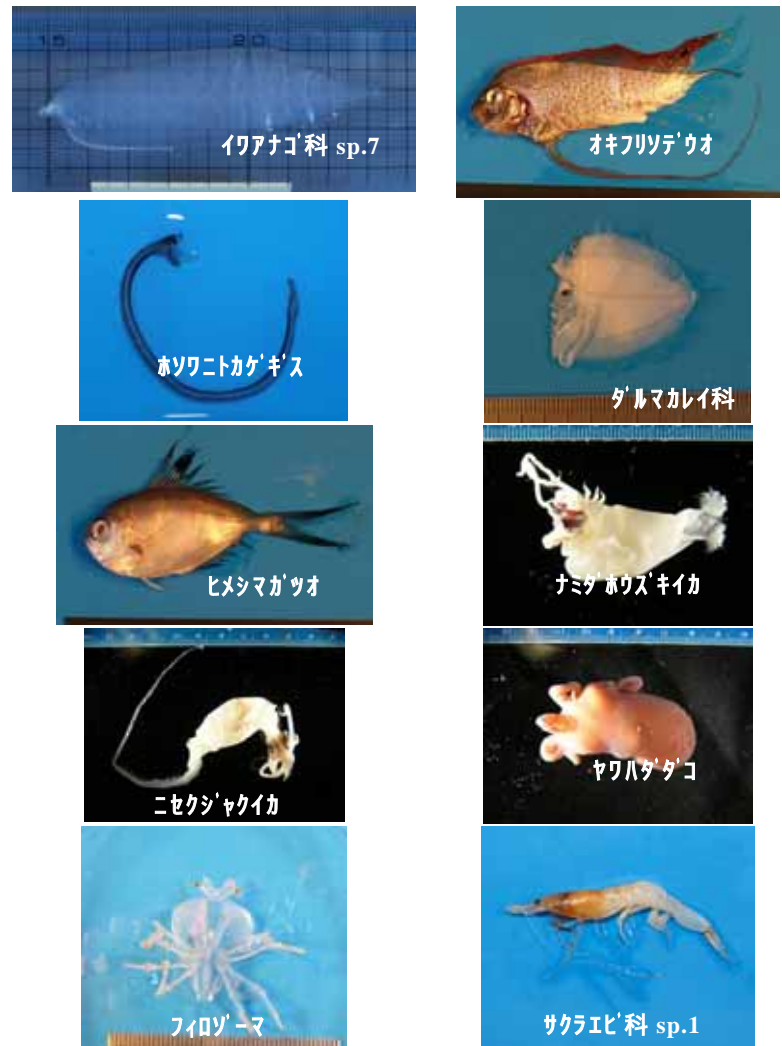 15 20
ｲﾜｱﾅｺﾞ科 sp.7
ｵｷﾌﾘｿﾃﾞｳｵ
ﾎｿﾜﾆﾄｶｹﾞｷﾞｽ
ﾀﾞﾙﾏｶﾚｲ科
ﾋﾒｼﾏｶﾞﾂｵ
ﾅﾐﾀﾞﾎｳｽﾞｷｲｶ
ﾆｾｸｼﾞｬｸｲｶ
ﾔﾜﾊﾀﾞﾀﾞｺ
ﾌｨﾛｿﾞｰﾏ
ｻｸﾗｴﾋﾞ科 sp.1